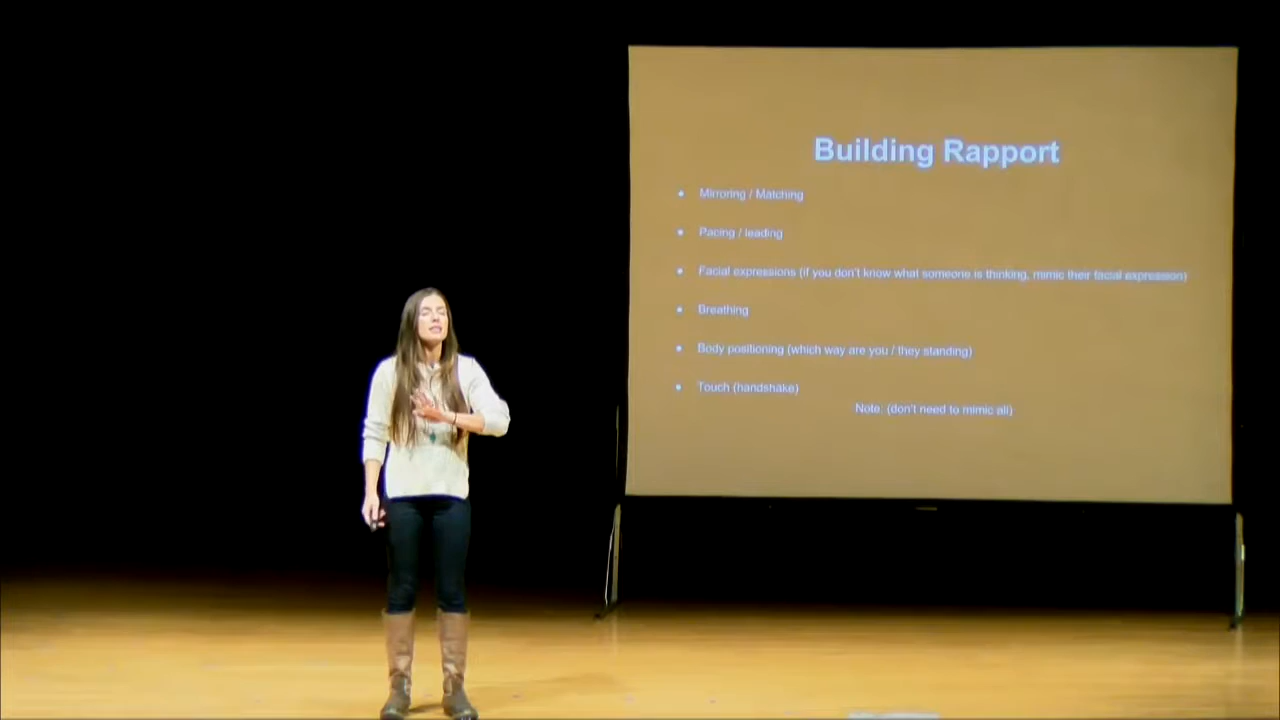 Building Rapport
• Mirroring / Matching
• Pacing / leading
• Facial expressions (if you don't know what someone is thinking, mimic their facial expression)
• Breathing
• Body positioning (which way are you / they standing)
• Touch (handshake)
Note: (don't need to mimic all)